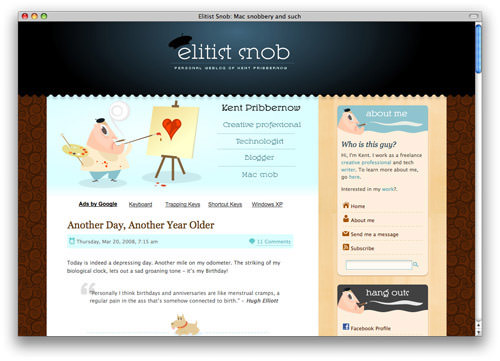 Elitist Snob: Mac snobbery and such
elitist snob
PERSONAL WEBLOG OF KENT PRIBBERNOW
Kent Pribbernow
Creative professional
Technologist
Blogger
Mac snob
Ads by Google Keyboard Trapping Keys Shortcut Keys Windows XP
Another Day, Another Year Older
Thursday, Mar 20, 2008, 7:15 am
11 Comments
Today is indeed a depressing day. Another mile on my odometer. The striking of my
biological clock, lets out a sad groaning tone – it's my Birthday!
“Personally I think birthdays and anniversaries are like menstrual cramps, a
regular pain in the ass that's somehow connected to birth.” – Hugh Elliott
about me
Who is this guy?
Hi, I'm Kent. I work as a freelance
creative professional and tech
writer. To learn more about me,
go here.
Interested in my work?
Home
About me
Send me a message
Subscribe
hang outs
Facebook Profile